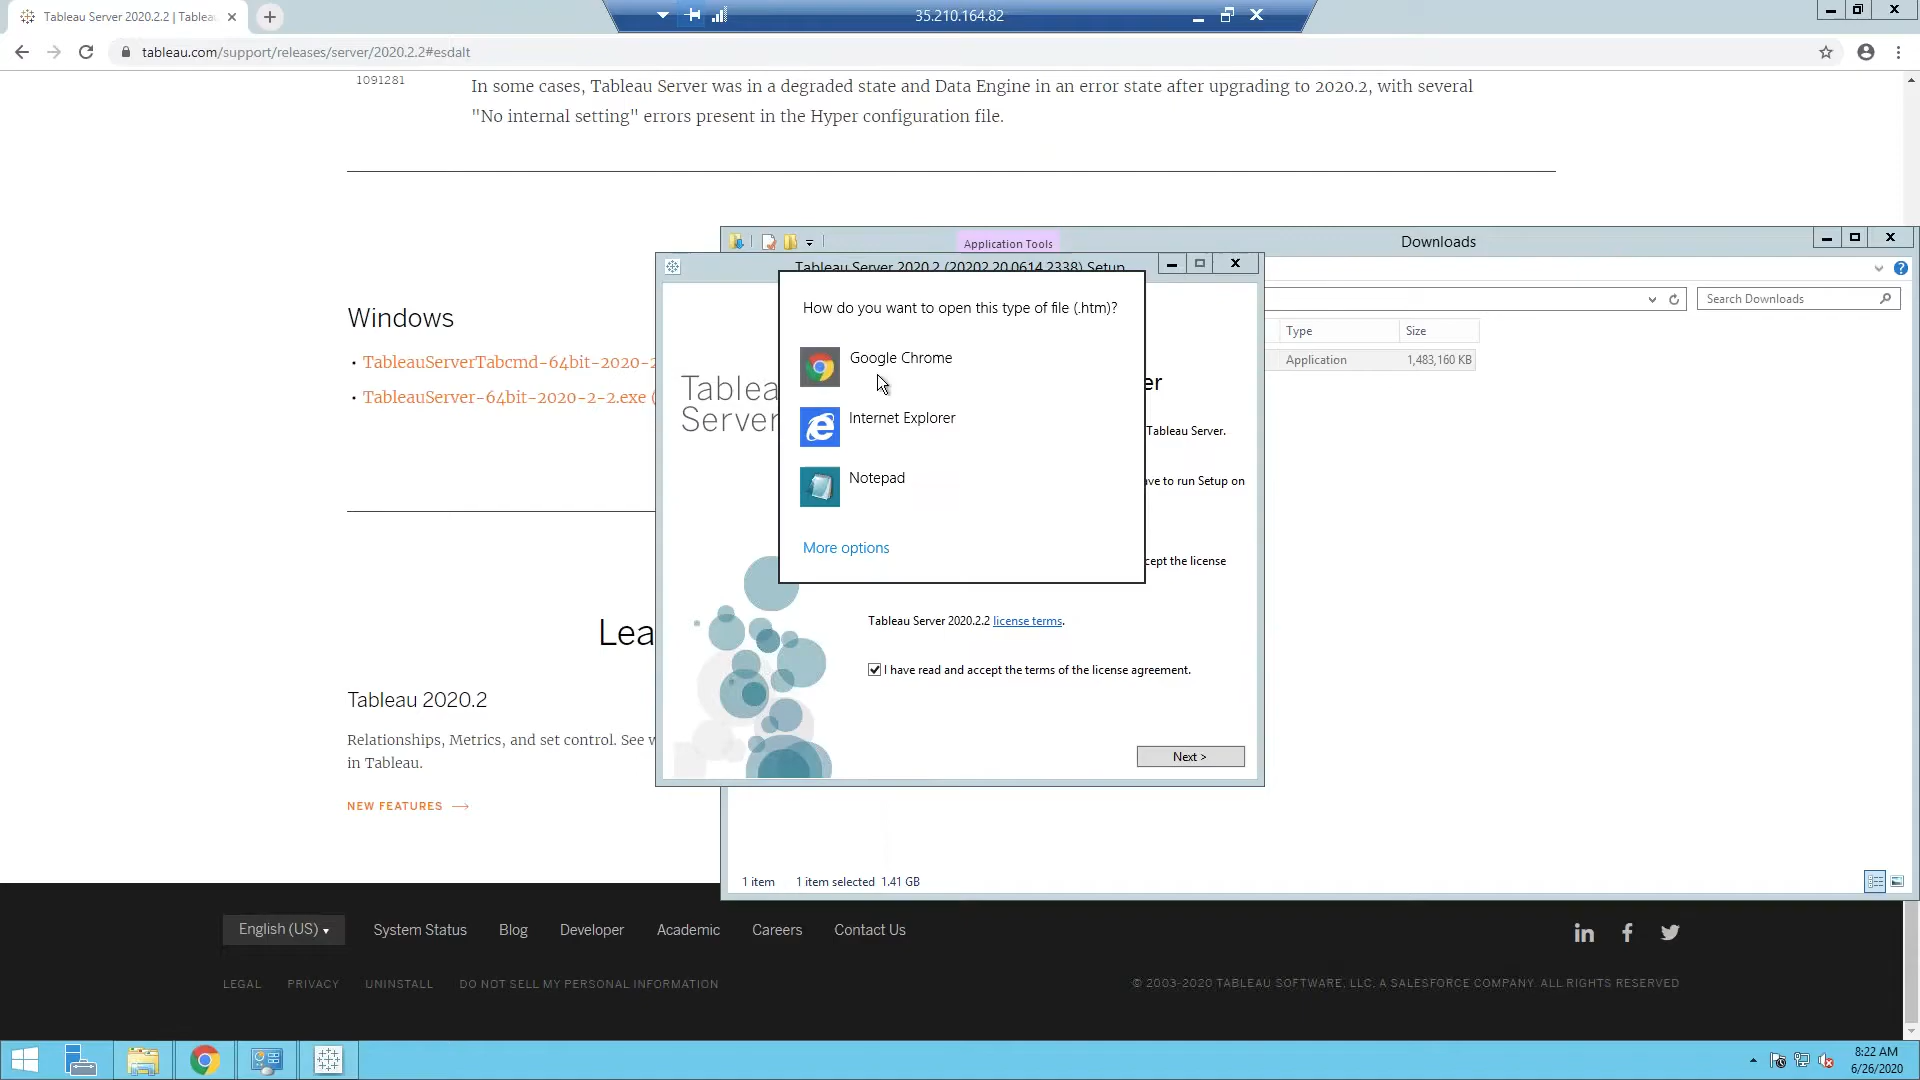 Tableau Server 2020.2.2 | Tablea
35.210.164.82
tableau.com/support/releases/server/2020.2.2#esdalt
1091281
In some cases, Tableau Server was in a degraded state and Data Engine in an error state after upgrading to 2020.2, with several
"No internal setting" errors present in the Hyper configuration file.
Application Tools
Downloads
Tableau Server 2020.2 (20202.20.0614.2338) Setup
How do you want to open this type of file (.htm)?
Search Downloads
Windows
Type
Size
• TableauServerTabcmd-64bit-2020-2
Google Chrome
Application
1,483,160 KB
• TableauServer-64bit-2020-2-2.exe (
Tablea
Server
er
Internet Explorer
Tableau Server.
Notepad
ve to run Setup on
More options
cept the license
Tableau Server 2020.2.2 license terms.
Lea
I have read and accept the terms of the license agreement.
Tableau 2020.2
Relationships, Metrics, and set control. See w
in Tableau.
Next >
NEW FEATURES
1 item
1 item selected 1.41 GB
English (US)
System Status
Blog
Developer
Academic
Careers
Contact Us
in
f
LEGAL
PRIVACY
UNINSTALL
DO NOT SELL MY PERSONAL INFORMATION
© 2003-2020 TABLEAU SOFTWARE, LLC, A SALESFORCE COMPANY. ALL RIGHTS RESERVED
8:22 AM
6/26/2020